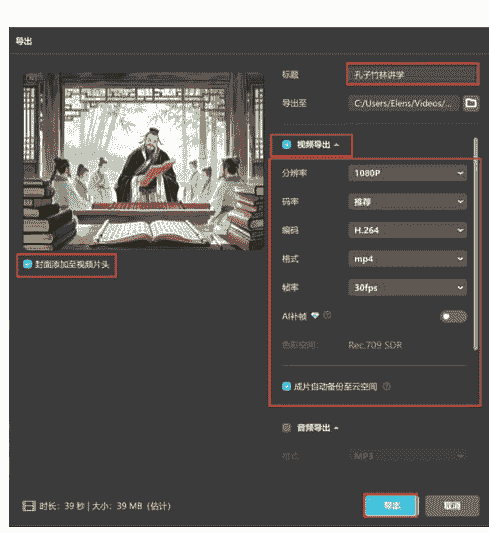 导出
标题
孔子竹林讲学
导出至
C:/Users/Elens/Videos/...
视频导出
分辨率
1080P
码率
推荐
编码
H.264
格式
mp4
帧率
30fps
AI补帧
色彩空间:
Rec.709 SDR
成片自动备份至云空间
音频导出
格式
MP3
封面添加至视频片头
时长: 39 秒 | 大小: 39 MB (估计)
导出
取消